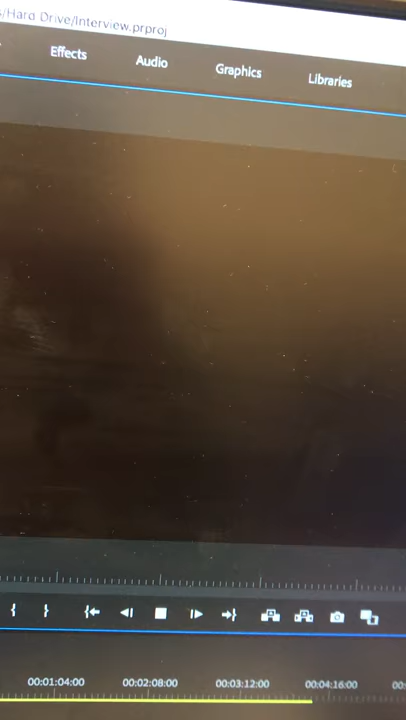 /Hard Drive/Interview.prproj
Effects Audio Graphics Libraries
00:01:04:00 00:02:08:00 00:03:12:00 00:04:16:00 00: